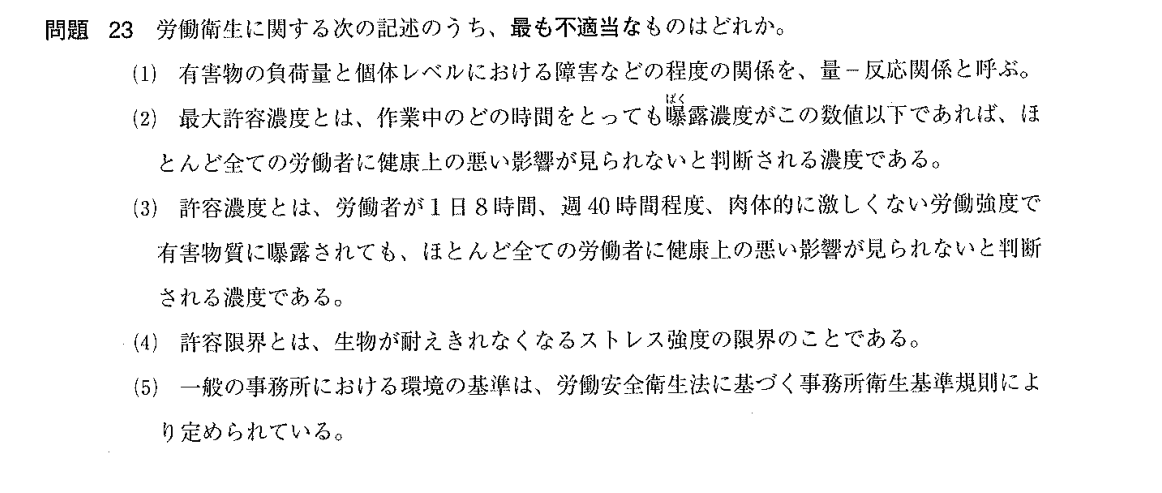 問題 23 労働衛生に関する次の記述のうち、最も不適当なものはどれか。
(1) 有害物の負荷量と個体レベルにおける障害などの程度の関係を、量－反応関係と呼ぶ。
ばく
(2) 最大許容濃度とは、作業中のどの時間をとっても曝露濃度がこの数値以下であれば、ほ
とんど全ての労働者に健康上の悪い影響が見られないと判断される濃度である。
(3) 許容濃度とは、労働者が1日8時間、週40時間程度、肉体的に激しくない労働強度で
有害物質に曝露されても、ほとんど全ての労働者に健康上の悪い影響が見られないと判断
される濃度である。
(4) 許容限界とは、生物が耐えきれなくなるストレス強度の限界のことである。
(5) 一般の事務所における環境の基準は、労働安全衛生法に基づく事務所衛生基準規則によ
り定められている。